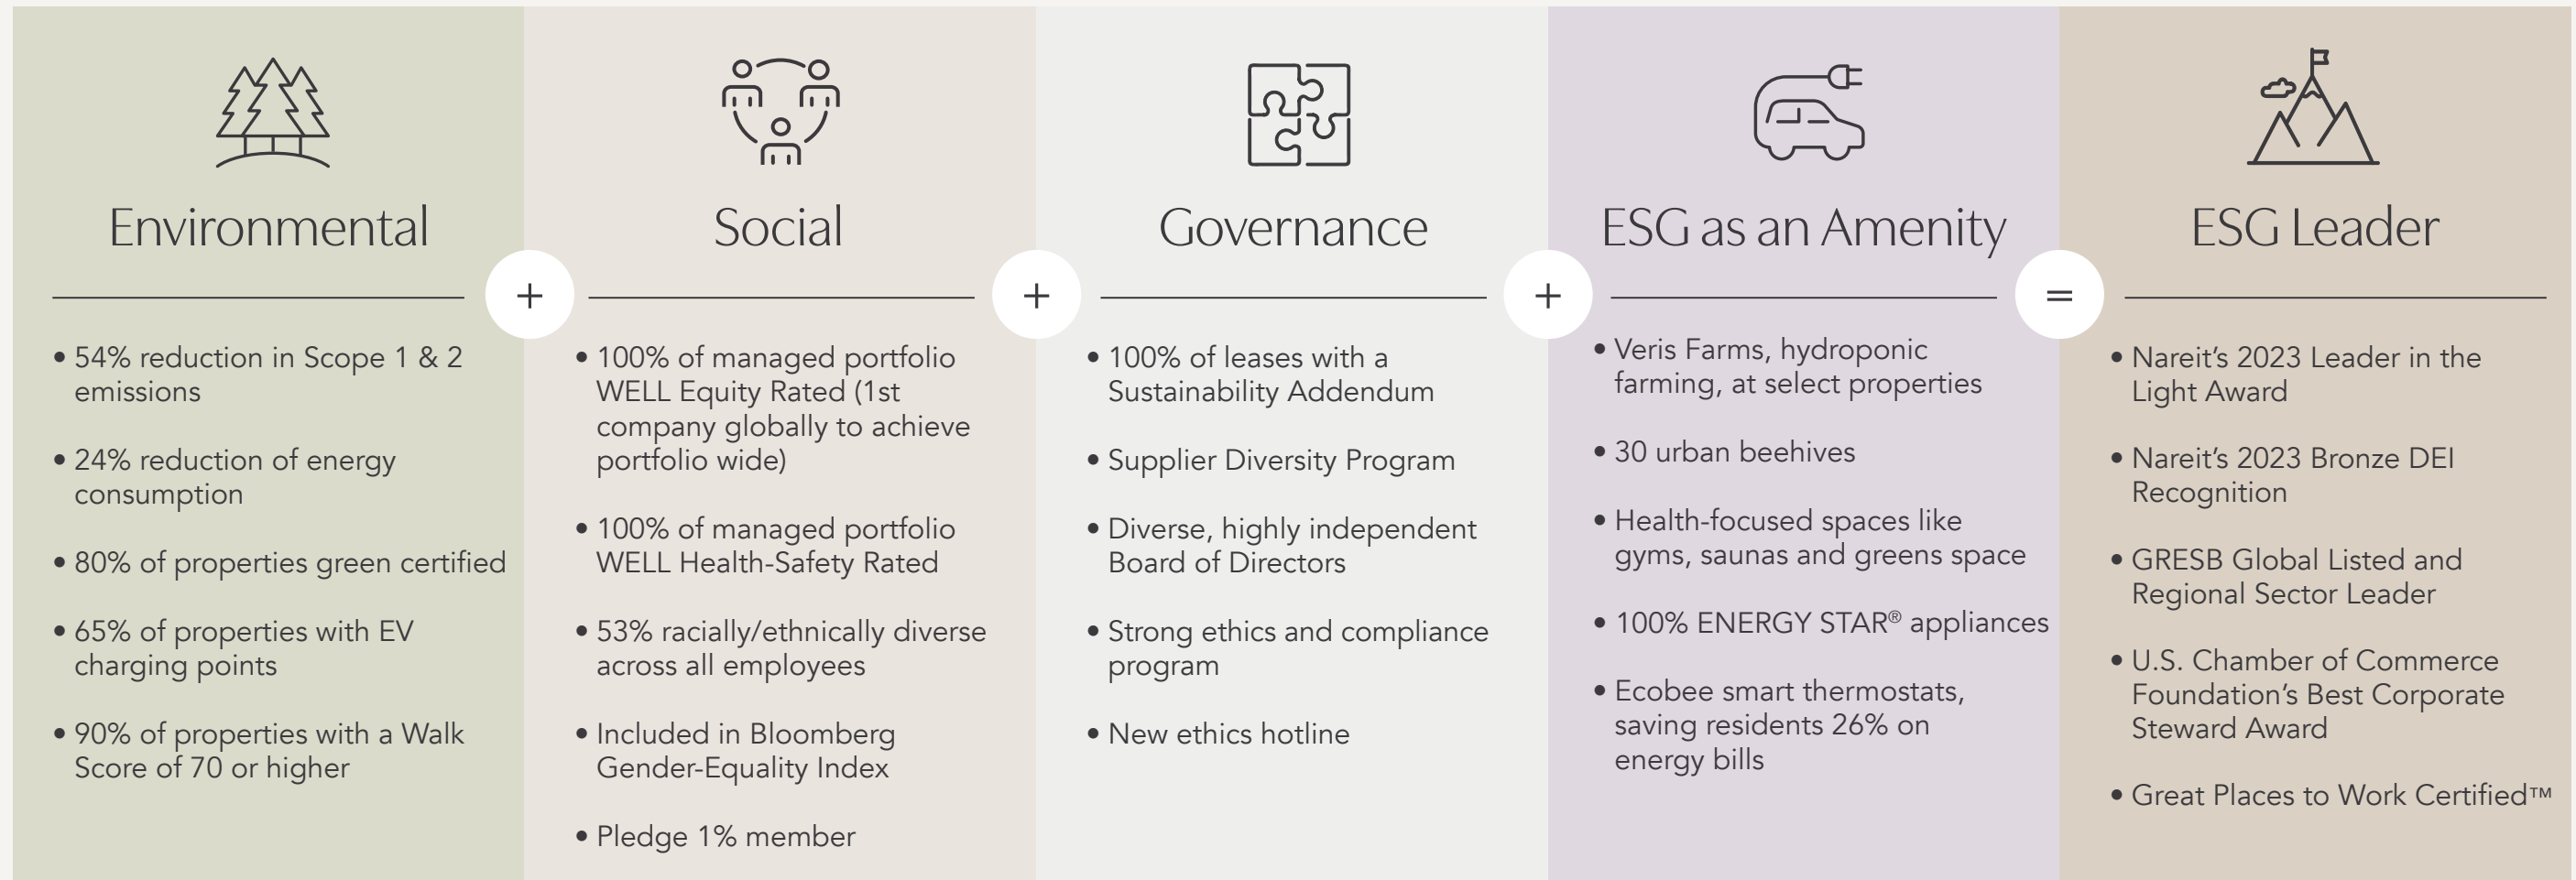 Environmental
+
• 54% reduction in Scope 1 & 2
emissions
• 24% reduction of energy
consumption
• 80% of properties green certified
• 65% of properties with EV
charging points
• 90% of properties with a Walk
Score of 70 or higher
Social
+
• 100% of managed portfolio
WELL Equity Rated (1st
company globally to achieve
portfolio wide)
• 100% of managed portfolio
WELL Health-Safety Rated
• 53% racially/ethnically diverse
across all employees
• Included in Bloomberg
Gender-Equality Index
• Pledge 1% member
Governance
+
• 100% of leases with a
Sustainability Addendum
• Supplier Diversity Program
• Diverse, highly independent
Board of Directors
• Strong ethics and compliance
program
• New ethics hotline
ESG as an Amenity
=
• Veris Farms, hydroponic
farming, at select properties
• 30 urban beehives
• Health-focused spaces like
gyms, saunas and greens space
• 100% ENERGY STAR® appliances
• Ecobee smart thermostats,
saving residents 26% on
energy bills
ESG Leader
• Nareit’s 2023 Leader in the
Light Award
• Nareit’s 2023 Bronze DEI
Recognition
• GRESB Global Listed and
Regional Sector Leader
• U.S. Chamber of Commerce
Foundation’s Best Corporate
Steward Award
• Great Places to Work Certified™